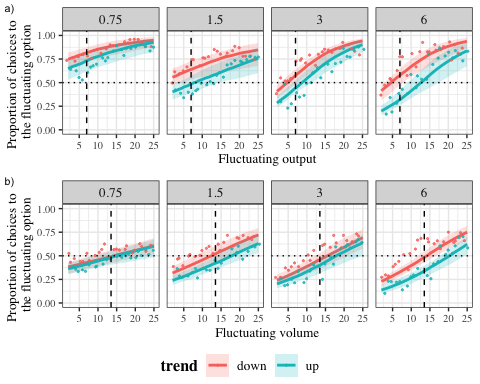 a)
0.75 1.5 3 6
Proportion of choices to
the fluctuating option
1.00
0.75
0.50
0.25
0.00
5 10 15 20 25 5 10 15 20 25 5 10 15 20 25 5 10 15 20 25
Fluctuating output
b)
0.75 1.5 3 6
Proportion of choices to
the fluctuating option
1.00
0.75
0.50
0.25
0.00
5 10 15 20 25 5 10 15 20 25 5 10 15 20 25 5 10 15 20 25
Fluctuating volume
trend down up